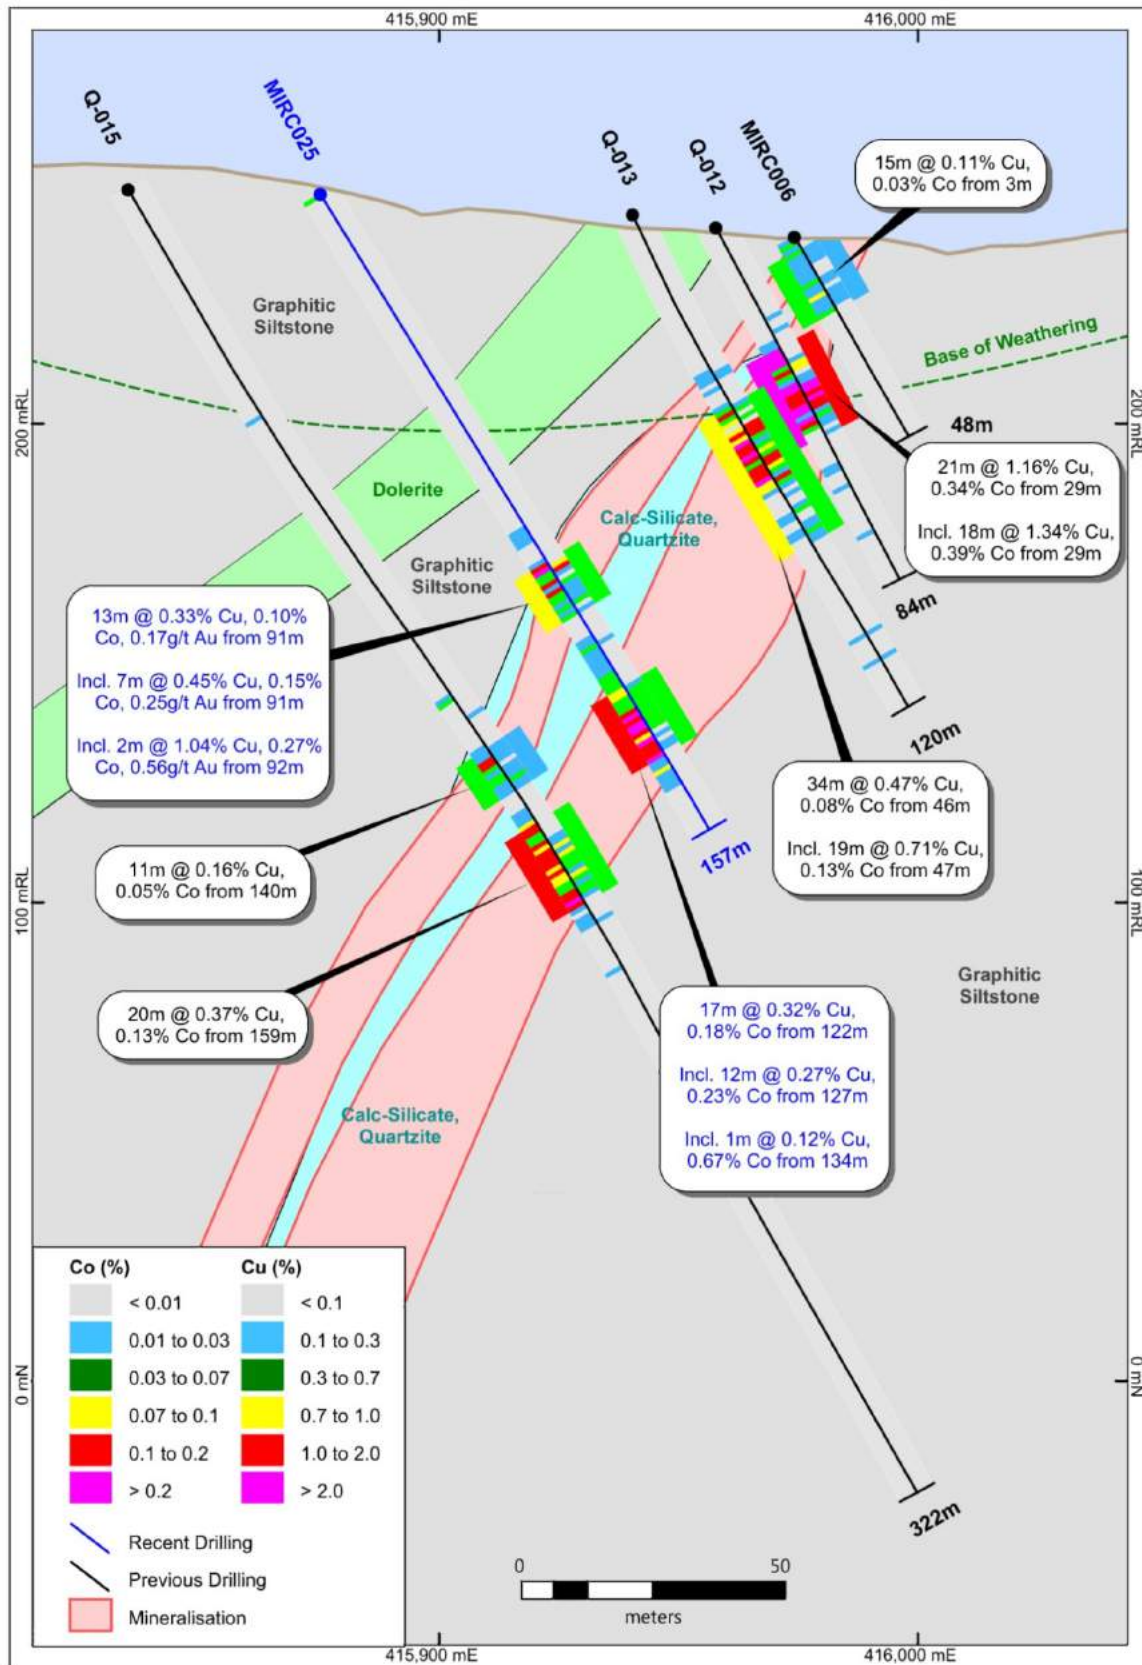 415,900 mE
416,000 mE
Q-015
MIRC025
Q-013
Q-012
MIRC006
15m @ 0.11% Cu,
0.03% Co from 3m
Graphitic
Siltstone
Base of Weathering
200 mRL
200 mRL
48m
21m @ 1.16% Cu,
0.34% Co from 29m
Incl. 18m @ 1.34% Cu,
0.39% Co from 29m
Dolerite
Calc-Silicate,
Quartzite
Graphitic
Siltstone
84m
13m @ 0.33% Cu, 0.10%
Co, 0.17g/t Au from 91m
Incl. 7m @ 0.45% Cu, 0.15%
Co, 0.25g/t Au from 91m
Incl. 2m @ 1.04% Cu, 0.27%
Co, 0.56g/t Au from 92m
120m
34m @ 0.47% Cu,
0.08% Co from 46m
Incl. 19m @ 0.71% Cu,
0.13% Co from 47m
157m
11m @ 0.16% Cu,
0.05% Co from 140m
100 mRL
100 mRL
Graphitic
Siltstone
20m @ 0.37% Cu,
0.13% Co from 159m
17m @ 0.32% Cu,
0.18% Co from 122m
Incl. 12m @ 0.27% Cu,
0.23% Co from 127m
Incl. 1m @ 0.12% Cu,
0.67% Co from 134m
Calc-Silicate,
Quartzite
0 mN
0 mN
Co (%) Cu (%)
< 0.01 < 0.1
0.01 to 0.03 0.1 to 0.3
0.03 to 0.07 0.3 to 0.7
0.07 to 0.1 0.7 to 1.0
0.1 to 0.2 1.0 to 2.0
> 0.2 > 2.0
Recent Drilling
Previous Drilling
Mineralisation
322m
0 50
meters
415,900 mE
416,000 mE